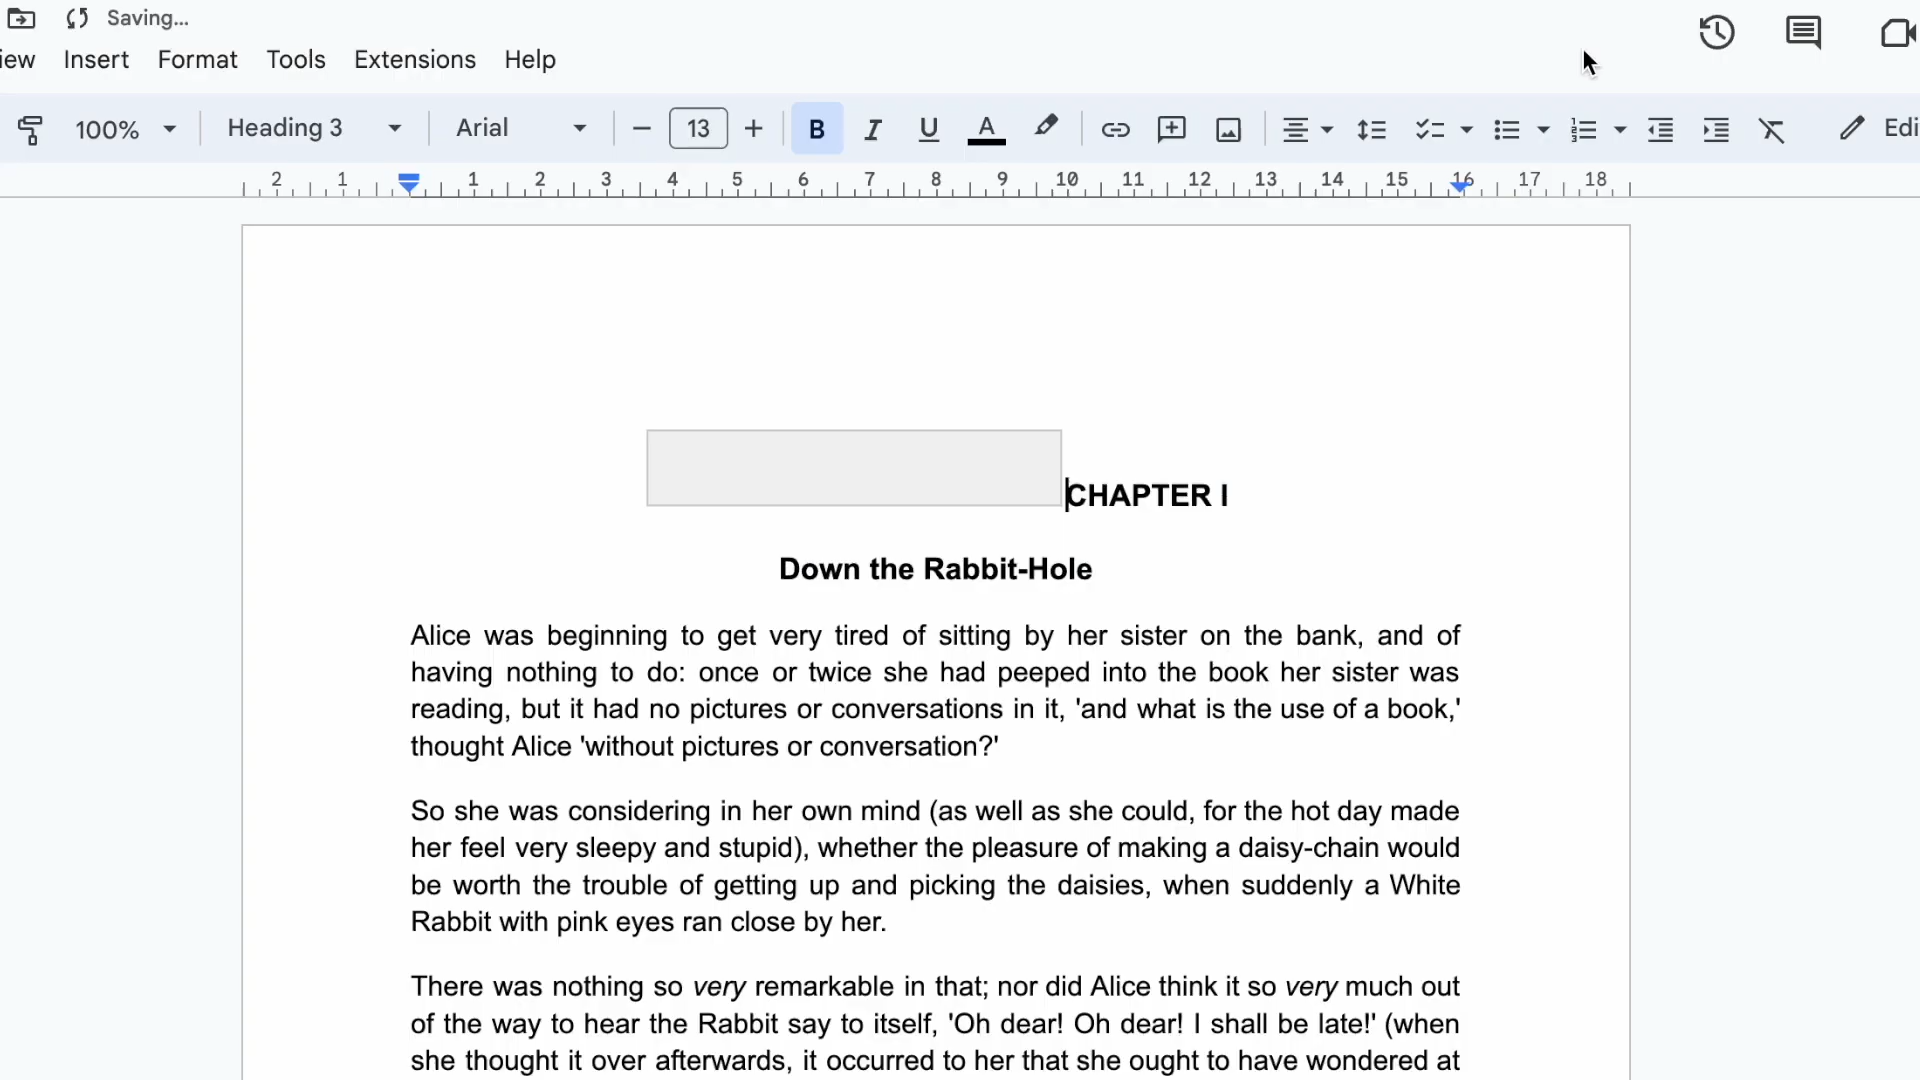 Saving...
iew Insert Format Tools Extensions Help
100% Heading 3 Arial 13 B I U A Edi
2 1 1 2 3 4 5 6 7 8 9 10 11 12 13 14 15 16 17 18
CHAPTER I
Down the Rabbit-Hole
Alice was beginning to get very tired of sitting by her sister on the bank, and of
having nothing to do: once or twice she had peeped into the book her sister was
reading, but it had no pictures or conversations in it, 'and what is the use of a book,'
thought Alice 'without pictures or conversation?'
So she was considering in her own mind (as well as she could, for the hot day made
her feel very sleepy and stupid), whether the pleasure of making a daisy-chain would
be worth the trouble of getting up and picking the daisies, when suddenly a White
Rabbit with pink eyes ran close by her.
There was nothing so very remarkable in that; nor did Alice think it so very much out
of the way to hear the Rabbit say to itself, 'Oh dear! Oh dear! I shall be late!' (when
she thought it over afterwards, it occurred to her that she ought to have wondered at